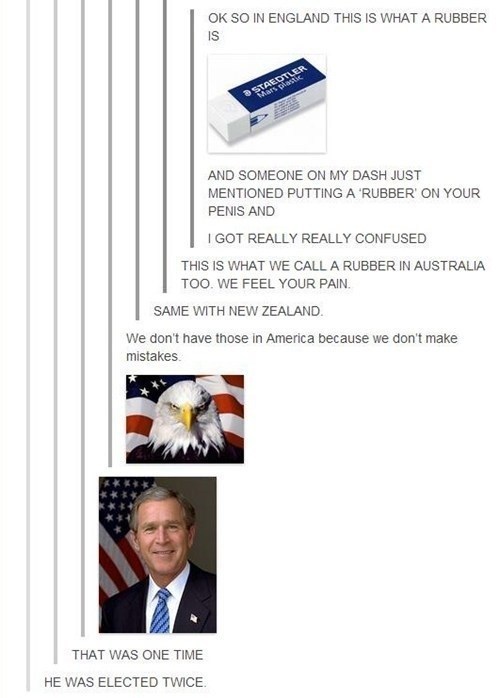 OK SO IN ENGLAND THIS IS WHAT A RUBBER
IS
STAEDTLER
Mars plastic
AND SOMEONE ON MY DASH JUST
MENTIONED PUTTING A 'RUBBER' ON YOUR
PENIS AND
I GOT REALLY REALLY CONFUSED
THIS IS WHAT WE CALL A RUBBER IN AUSTRALIA
TOO. WE FEEL YOUR PAIN.
SAME WITH NEW ZEALAND.
We don't have those in America because we don't make
mistakes.
THAT WAS ONE TIME
HE WAS ELECTED TWICE.